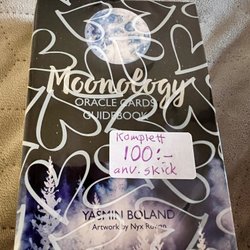 Moonology
ORACLE CARDS
GUIDEBOOK
Komplett
100:-
anv. skick
YASMIN BOLAND
Artwork by Nyx Rowan